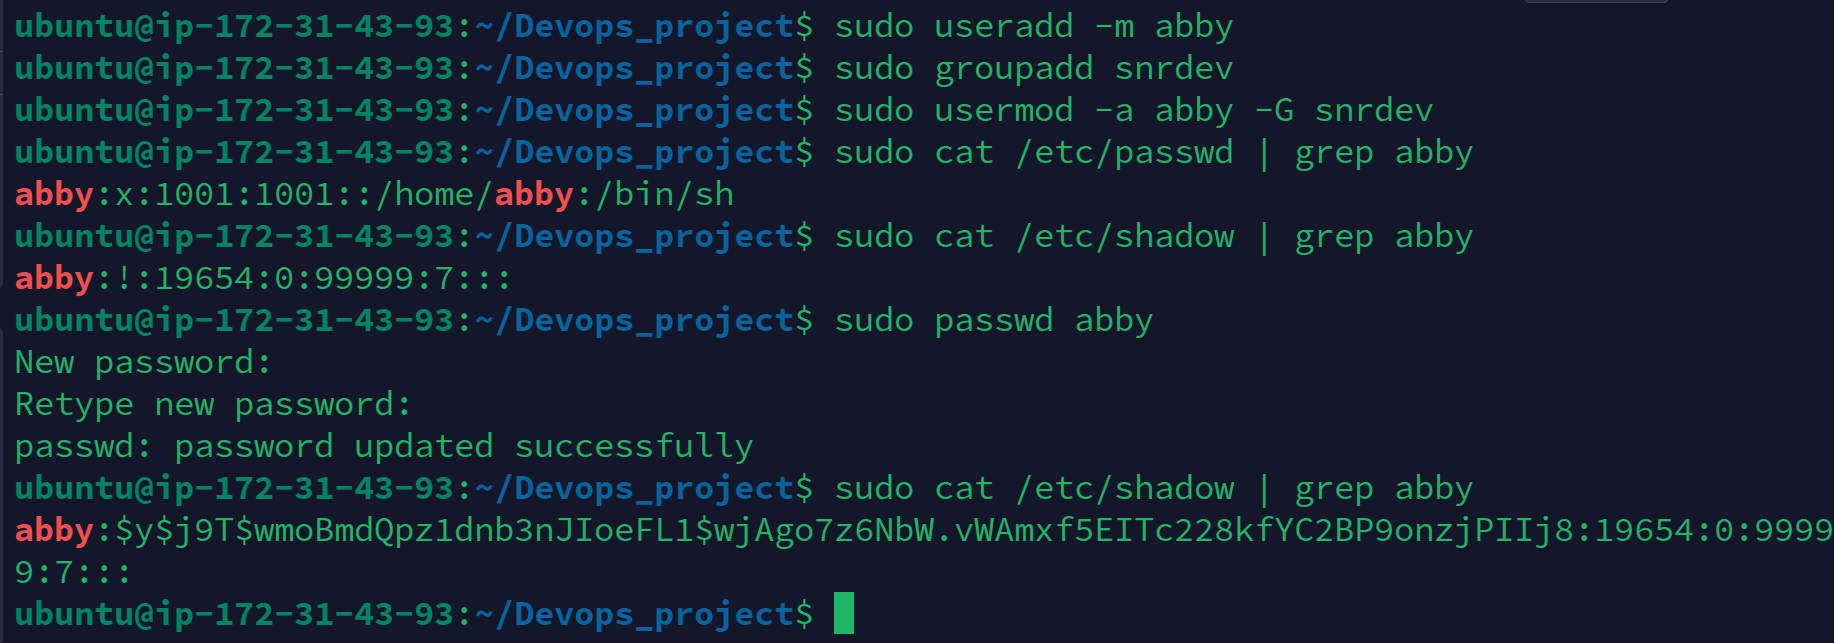 ubuntu@ip-172-31-43-93:~/Devops_project$ sudo useradd -m abby
ubuntu@ip-172-31-43-93:~/Devops_project$ sudo groupadd snrdev
ubuntu@ip-172-31-43-93:~/Devops_project$ sudo usermod -a abby -G snrdev
ubuntu@ip-172-31-43-93:~/Devops_project$ sudo cat /etc/passwd | grep abby
abby:x:1001:1001::/home/abby:/bin/sh
ubuntu@ip-172-31-43-93:~/Devops_project$ sudo cat /etc/shadow | grep abby
abby:!:19654:0:99999:7:::
ubuntu@ip-172-31-43-93:~/Devops_project$ sudo passwd abby
New password:
Retype new password:
passwd: password updated successfully
ubuntu@ip-172-31-43-93:~/Devops_project$ sudo cat /etc/shadow | grep abby
abby:$y$j9T$wmoBmdQpz1dnb3nJIoeFL1$wjAgo7z6NbW.vWAmxf5EITc228kfYC2BP9onzjPIIj8:19654:0:9999
9:7:::
ubuntu@ip-172-31-43-93:~/Devops_project$